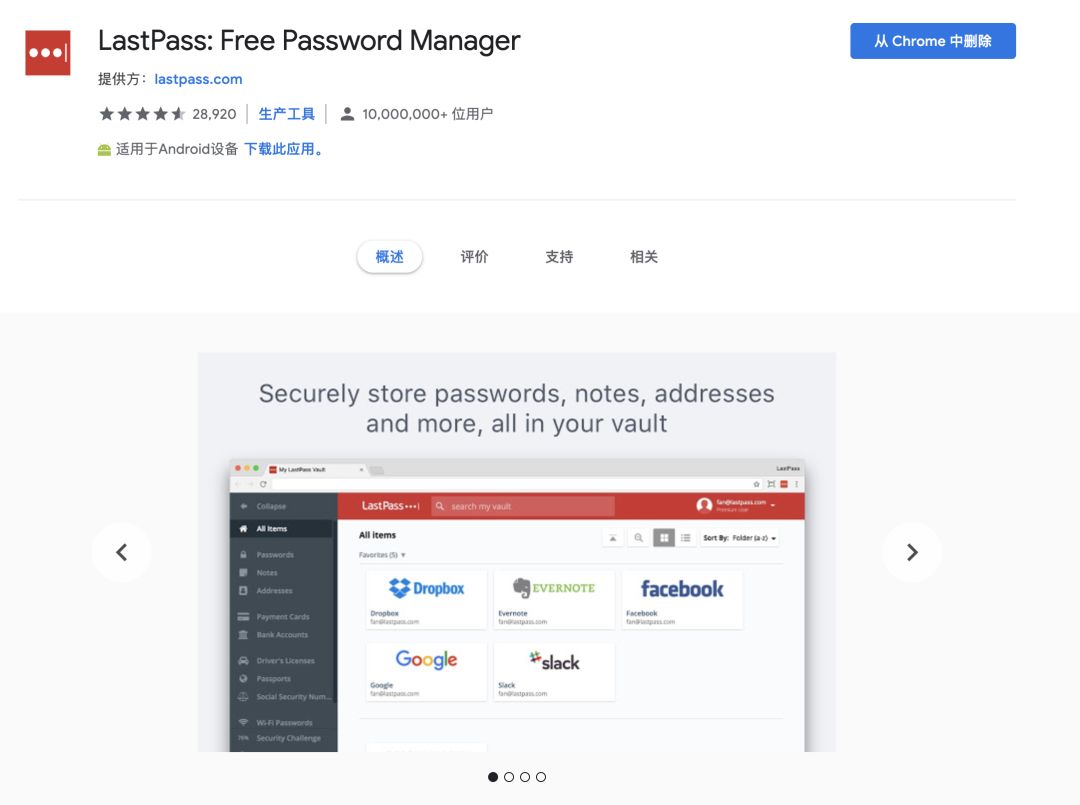 LastPass: Free Password Manager
从 Chrome 中删除
提供方： lastpass.com
28,920 生产工具 10,000,000+ 位用户
适用于Android设备 下载此应用。
概述 评价 支持 相关
Securely store passwords, notes, addresses
and more, all in your vault
My LastPass Vault
LastPass
Collapse
LastPass
search my vault
fan@lastpass.com
Premium user
All Items
Passwords
Notes
Addresses
Payment Cards
Bank Accounts
Driver's Licenses
Passports
Social Security Num...
Wi-Fi Passwords
76% Security Challenge
All items
Sort By: Folder (a-z)
Favorites (5)
Dropbox
Dropbox
fan@lastpass.com
EVERNOTE
Evernote
fan@lastpass.com
facebook
Facebook
fan@lastpass.com
Google
Google
fan@lastpass.com
slack
Slack
fan@lastpass.com